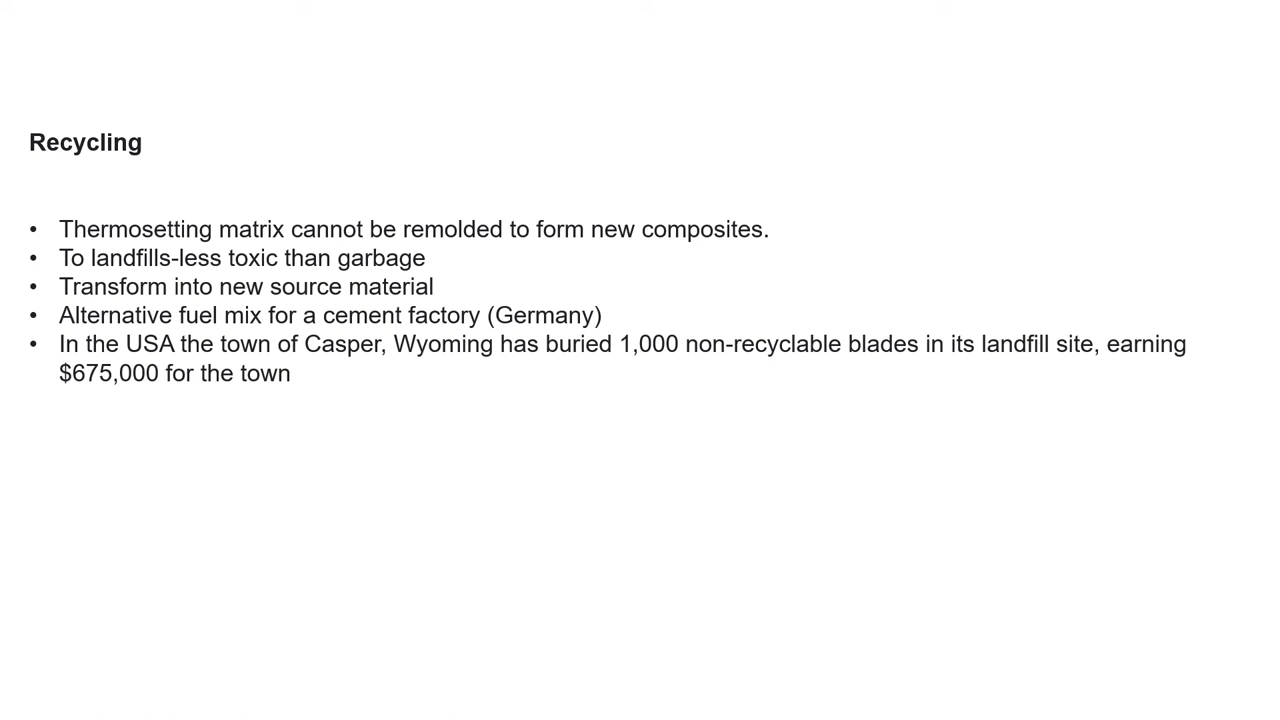 Recycling
• Thermosetting matrix cannot be remolded to form new composites.
• To landfills-less toxic than garbage
• Transform into new source material
• Alternative fuel mix for a cement factory (Germany)
• In the USA the town of Casper, Wyoming has buried 1,000 non-recyclable blades in its landfill site, earning
$675,000 for the town